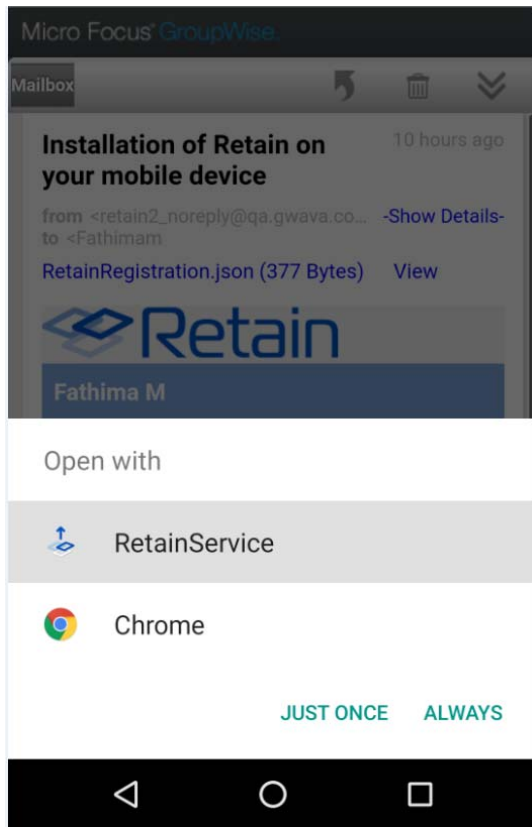 Micro Focus® GroupWise.
Mailbox
Installation of Retain on your mobile device
10 hours ago
from <retain2_noreply@qa.gwava.co... -Show Details-
to <Fathimam
RetainRegistration.json (377 Bytes) View
Retain
Fathima M
Open with
RetainService
Chrome
JUST ONCE ALWAYS